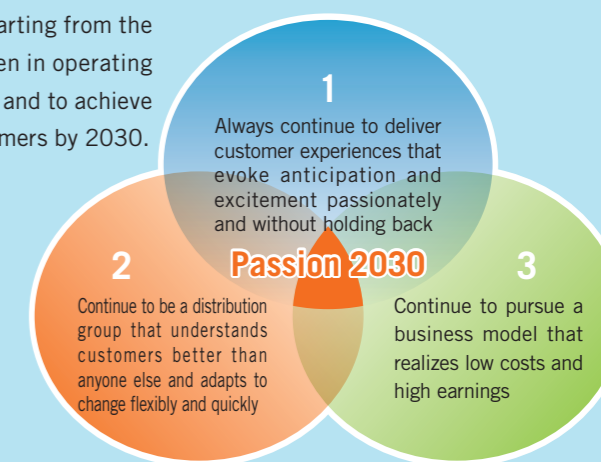 arting from the
en in operating
and to achieve
mers by 2030.
1
Always continue to deliver
customer experiences that
evoke anticipation and
excitement passionately
and without holding back
Passion 2030
2
Continue to be a distribution
group that understands
customers better than
anyone else and adapts to
change flexibly and quickly
3
Continue to pursue a
business model that
realizes low costs and
high earnings